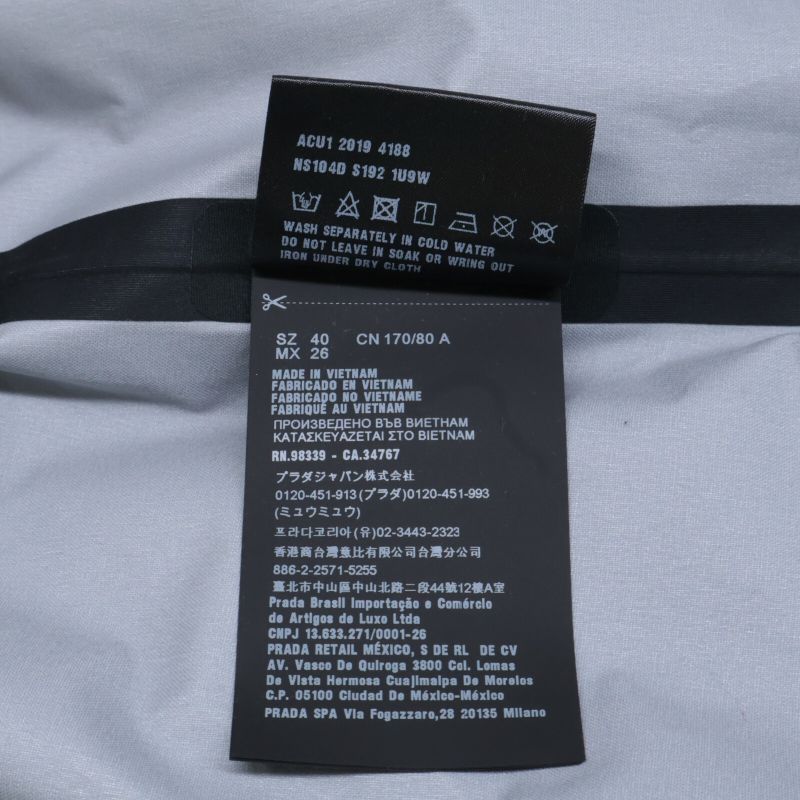 ACU1 2019 4188
NS104D S192 1U9W
WASH SEPARATELY IN COLD WATER
DO NOT LEAVE IN SOAK OR WRING OUT
IRON UNDER DRY CLOTH
SZ 40 CN 170/80 A
MX 26
MADE IN VIETNAM
FABRICADO EN VIETNAM
FABRICADO NO VIETNAME
FABRIQUÉ AU VIETNAM
ПРОИЗВЕДЕНО ВЪВ ВИЕТНАМ
ΚΑΤΑΣΚΕΥΑΖΕΤΑΙ ΣΤΟ ΒΙΕΤΝΑΜ
RN.98339 - CA.34767
プラダジャパン株式会社
0120-451-913(プラダ)0120-451-993
(ミュウミュウ)
프라다코리아(유)02-3443-2323
香港商台灣意比有限公司台灣分公司
886-2-2571-5255
臺北市中山區中山北路二段44號12樓A室
Prada Brasil Importação e Comércio
de Artigos de Luxo Ltda
CNPJ 13.633.271/0001-26
PRADA RETAIL MÉXICO, S DE RL DE CV
AV. Vasco De Quiroga 3800 Col. Lomas
De Vista Hermosa Cuajimalpa De Morelos
C.P. 05100 Ciudad De México-México
PRADA SPA Via Fogazzaro,28 20135 Milano